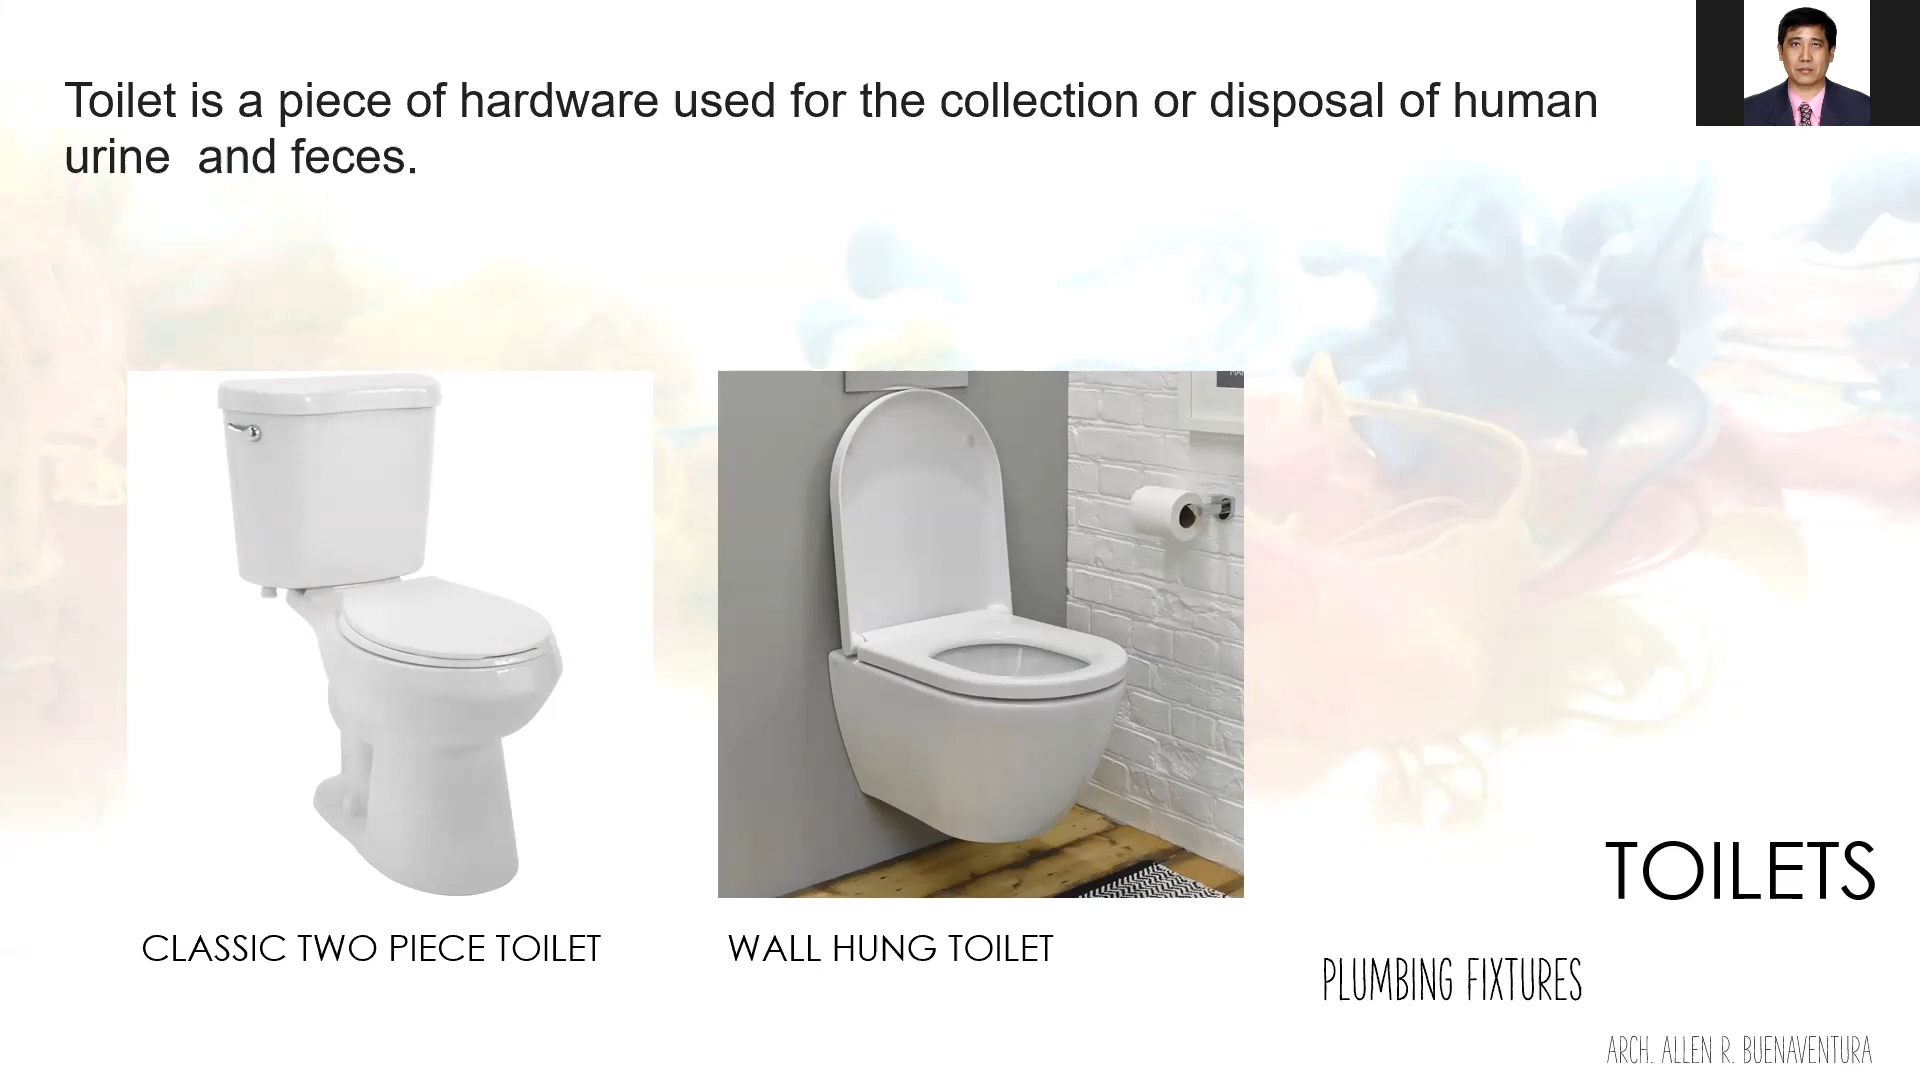 Toilet is a piece of hardware used for the collection or disposal of human
urine  and feces.
CLASSIC TWO PIECE TOILET
WALL HUNG TOILET
TOILETS
PLUMBING FIXTURES
ARCH. ALLEN R. BUENAVENTURA